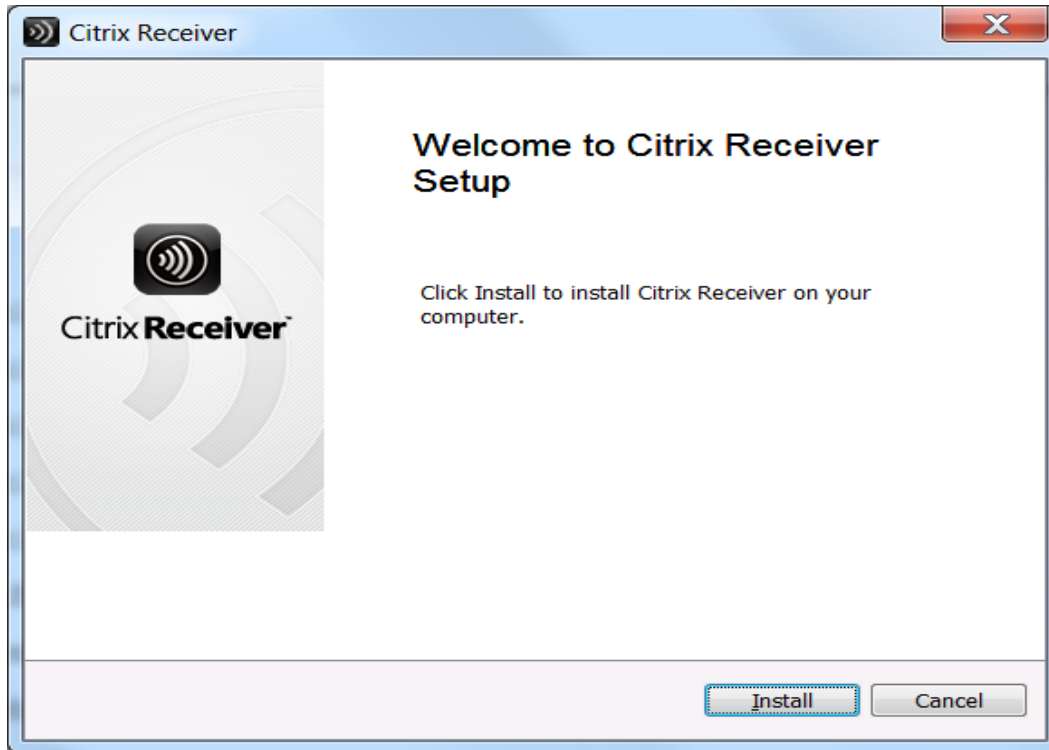 Citrix Receiver
Welcome to Citrix Receiver
Setup
Citrix Receiver™
Click Install to install Citrix Receiver on your
computer.
Install
Cancel